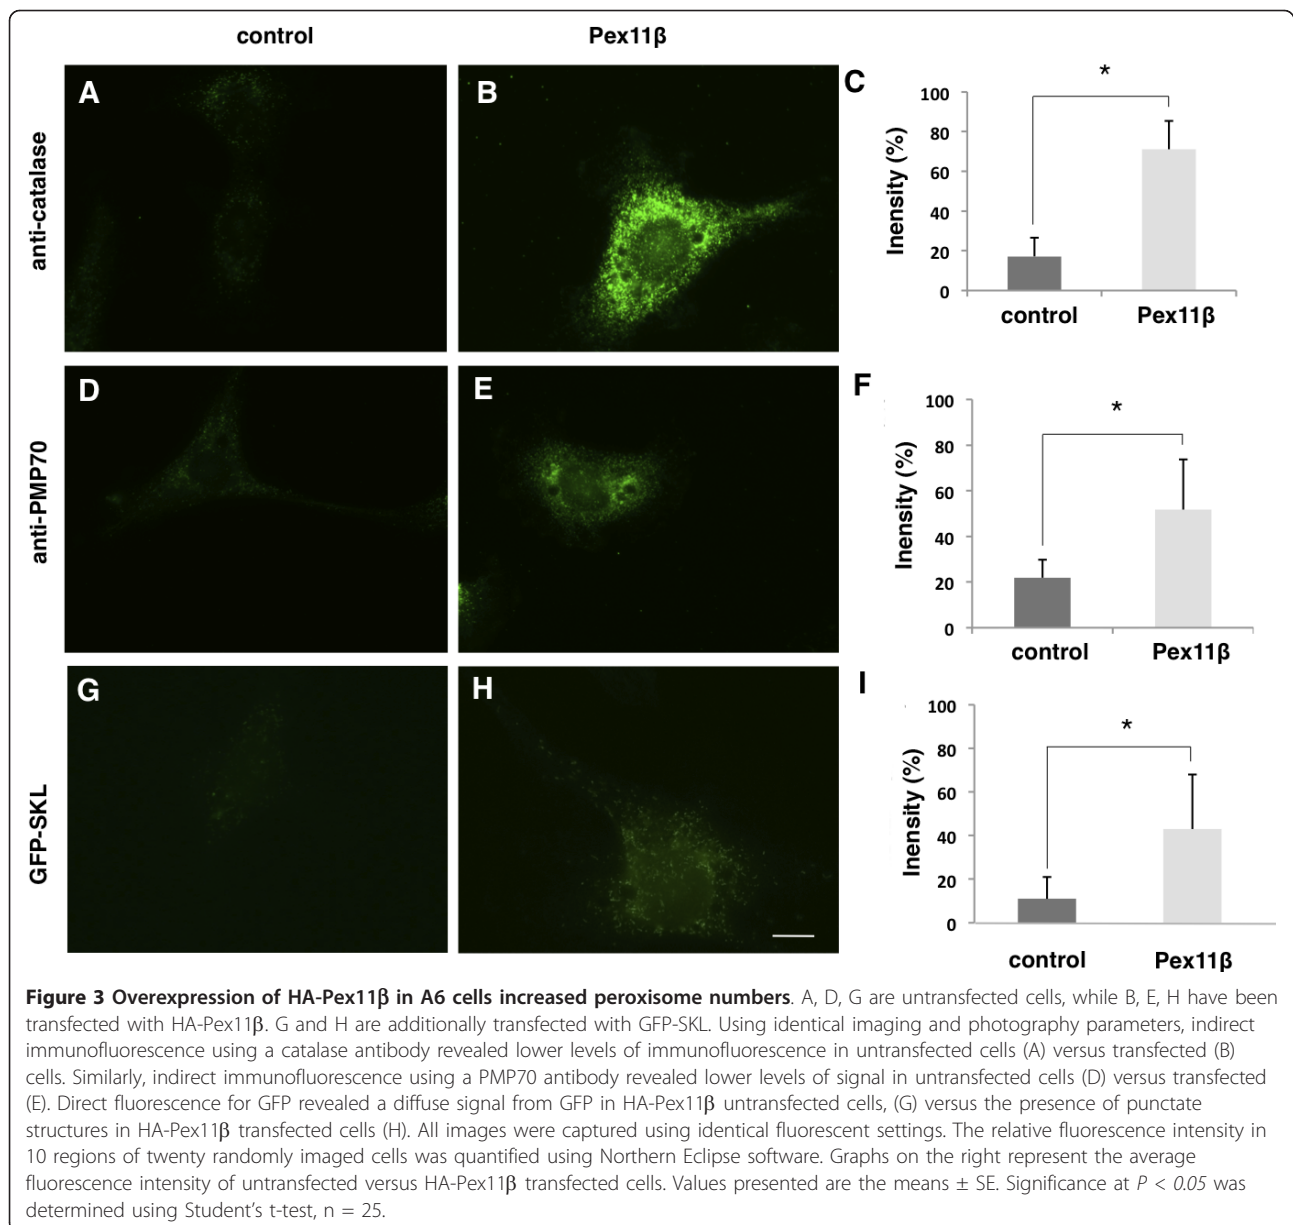 control
Pex11β
anti-catalase
A
B
C
*
Inensity (%)
100
80
60
40
20
0
control
Pex11β
anti-PMP70
D
E
F
*
Inensity (%)
100
80
60
40
20
0
control
Pex11β
GFP-SKL
G
H
I
*
Inensity (%)
100
80
60
40
20
0
control
Pex11β
Figure 3 Overexpression of HA-Pex11β in A6 cells increased peroxisome numbers. A, D, G are untransfected cells, while B, E, H have been
transfected with HA-Pex11β. G and H are additionally transfected with GFP-SKL. Using identical imaging and photography parameters, indirect
immunofluorescence using a catalase antibody revealed lower levels of immunofluorescence in untransfected cells (A) versus transfected (B)
cells. Similarly, indirect immunofluorescence using a PMP70 antibody revealed lower levels of signal in untransfected cells (D) versus transfected
(E). Direct fluorescence for GFP revealed a diffuse signal from GFP in HA-Pex11β untransfected cells, (G) versus the presence of punctate
structures in HA-Pex11β transfected cells (H). All images were captured using identical fluorescent settings. The relative fluorescence intensity in
10 regions of twenty randomly imaged cells was quantified using Northern Eclipse software. Graphs on the right represent the average
fluorescence intensity of untransfected versus HA-Pex11β transfected cells. Values presented are the means ± SE. Significance at P < 0.05 was
determined using Student's t-test, n = 25.